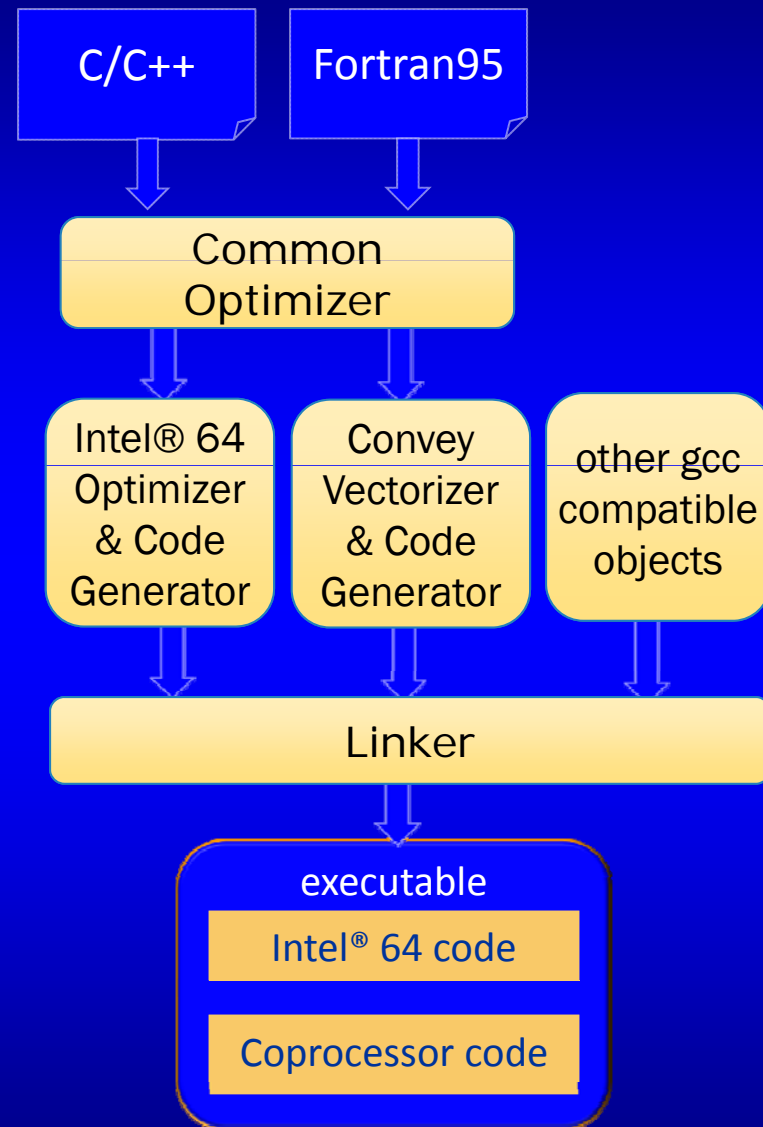 C/C++
Fortran95
Common
Optimizer
Intel® 64
Optimizer
& Code
Generator
Convey
Vectorizer
& Code
Generator
other gcc
compatible
objects
Linker
executable
Intel® 64 code
Coprocessor code